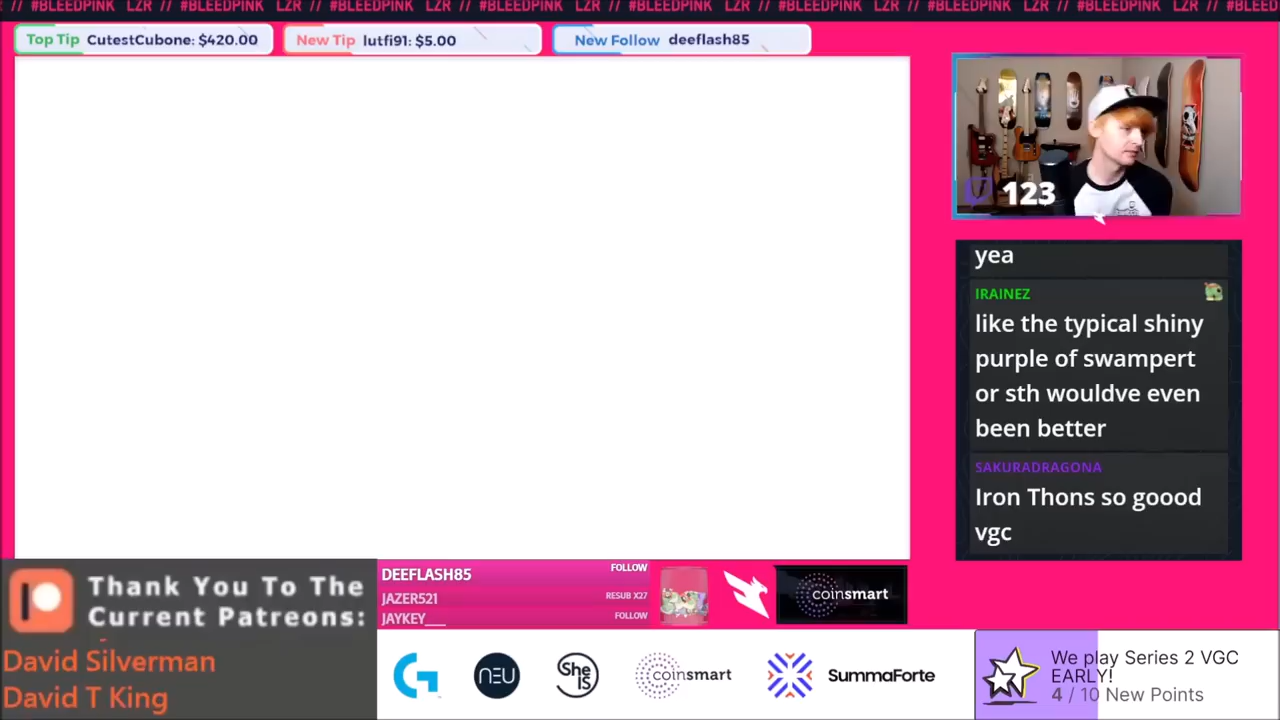 // #BLEEDPINK LZR // #BLEEDPINK LZR // #BLEEDPINK LZR // #BLEEDPINK LZR // #BLEEDPINK LZR // #BLEEDPINK LZR // #BLEEDPINK LZR // #BLEEDPINK LZR // #BLEED
Top Tip CutestCubone: $420.00
New Tip lutfi91: $5.00
New Follow deeflash85
123
yea
IRAINEZ
like the typical shiny
purple of swampert
or sth wouldve even
been better
SAKURADRAGONA
Iron Thons so goood
vgc
Thank You To The
Current Patreons:
David Silverman
David T King
DEEFLASH85 FOLLOW
JAZER521 RESUB X27
JAYKEY___ FOLLOW
coinsmart
NEU
She IS
coinsmart
SummaForte
We play Series 2 VGC
EARLY!
4 / 10 New Points